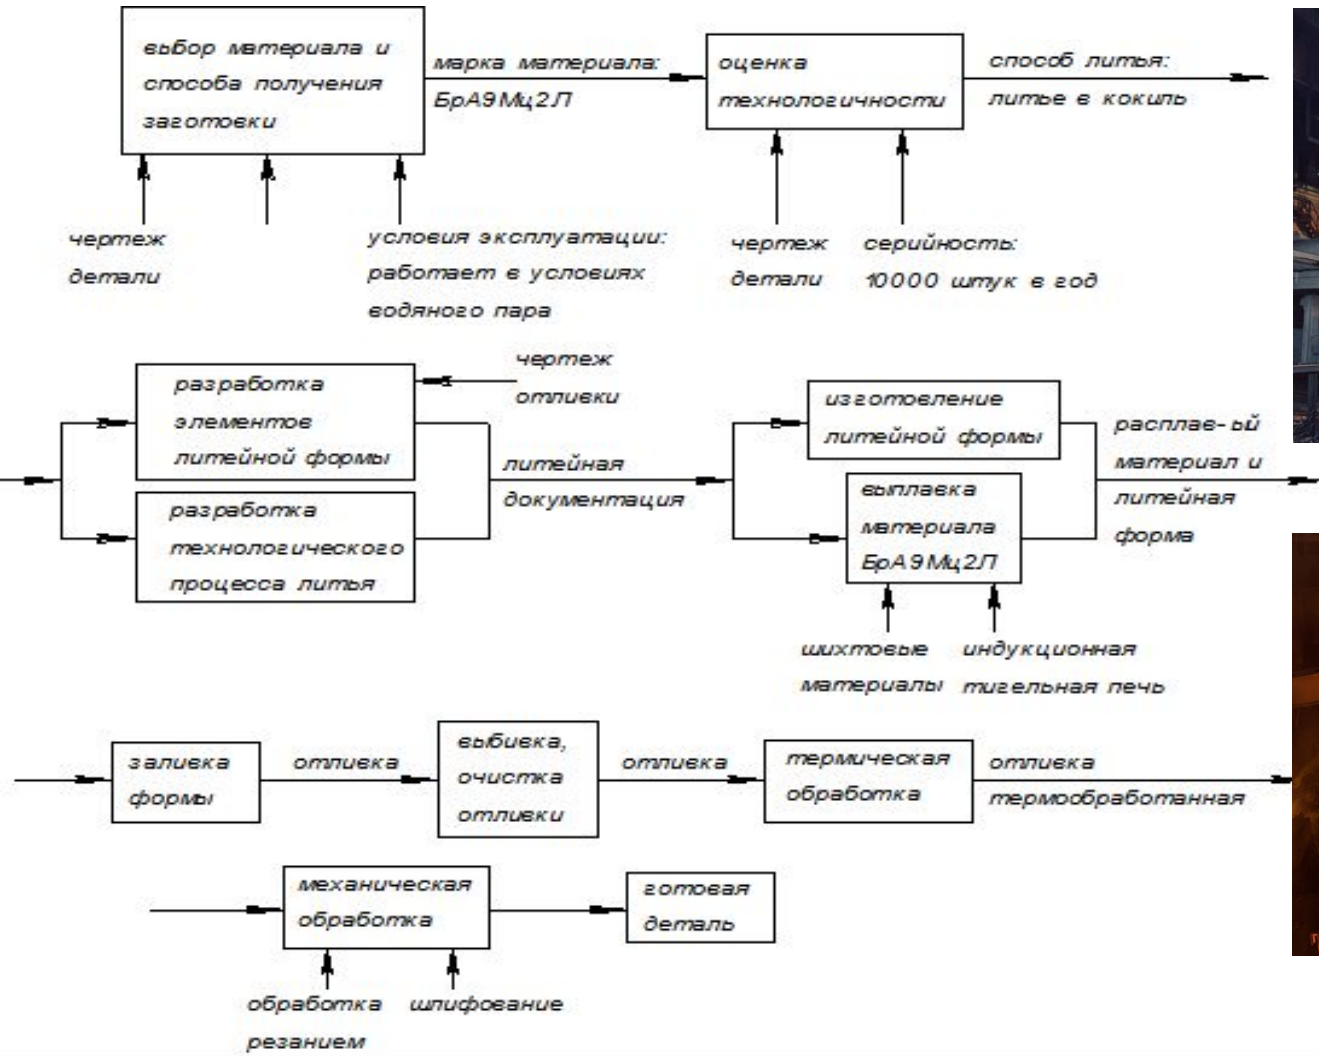 выбор материала и
способа получения
заготовки
марка материала:
БрА9Мц2Л
оценка
технологичности
способ литья:
литье в кокиль
чертеж
детали
условия эксплуатации:
работает в условиях
водяного пара
чертеж
детали
серийность:
10000 штук в год
разработка
элементов
литейной формы
чертеж
отливки
разработка
технологического
процесса литья
литейная
документация
изготовление
литейной формы
выплавка
материала
БрА9Мц2Л
расплав-ый
материал и
литейная
форма
шихтовые
материалы
индукционная
тигельная печь
заливка
формы
отливка
выбивка,
очистка
отливки
отливка
термическая
обработка
отливка
термообработанная
механическая
обработка
готовая
деталь
обработка
резанием
шлифование